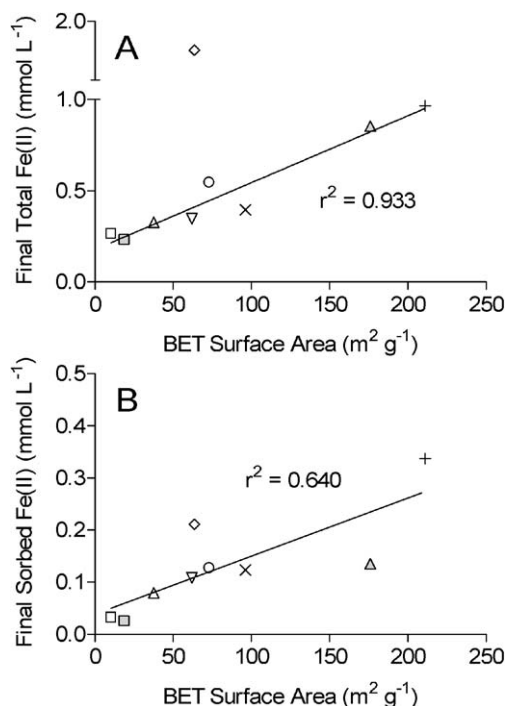 A
Final Total Fe(II) (mmol L⁻¹)
2.0
1.0
0.5
0.0
r² = 0.933
0 50 100 150 200 250
BET Surface Area (m² g⁻¹)
B
Final Sorbed Fe(II) (mmol L⁻¹)
0.5
0.4
0.3
0.2
0.1
0.0
r² = 0.640
0 50 100 150 200 250
BET Surface Area (m² g⁻¹)